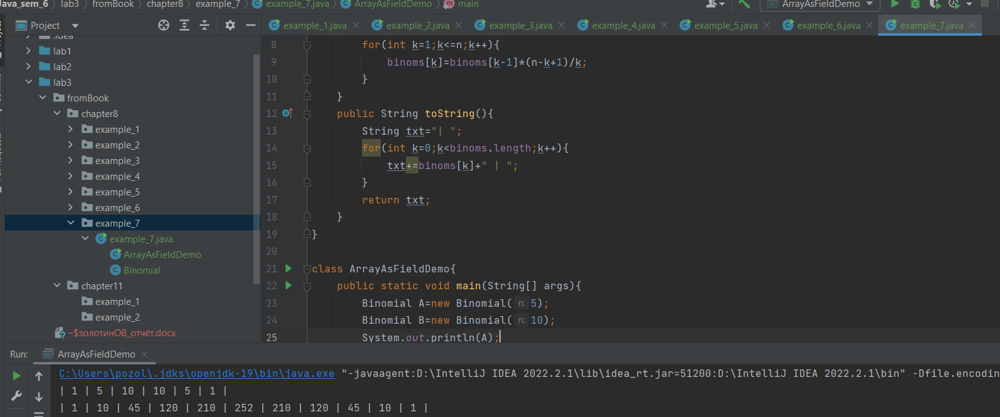 Java_sem_6 lab3 fromBook chapter8 example_7 example_7.java ArrayAsFieldDemo main ArrayAsFieldDemo
Project example_1.java example_2.java example_3.java example_4.java example_5.java example_6.java example_7.java
.idea
lab1
lab2
lab3
fromBook
chapter8
example_1
example_2
example_3
example_4
example_5
example_6
example_7
example_7.java
ArrayAsFieldDemo
Binomial
chapter11
example_1
example_2
~$золотинОВ_отчёт.docx
8 for(int k=1;k<=n;k++){
9 binoms[k]=binoms[k-1]*(n-k+1)/k;
10 }
11 }
12 public String toString(){
13 String txt="| ";
14 for(int k=0;k<binoms.length;k++){
15 txt+=binoms[k]+" | ";
16 }
17 return txt;
18 }
19 }
20
21 class ArrayAsFieldDemo{
22 public static void main(String[] args){
23 Binomial A=new Binomial( n: 5);
24 Binomial B=new Binomial( n: 10);
25 System.out.println(A);
Run: ArrayAsFieldDemo
C:\Users\pozol\.jdks\openjdk-19\bin\java.exe "-javaagent:D:\IntelliJ IDEA 2022.2.1\lib\idea_rt.jar=51200:D:\IntelliJ IDEA 2022.2.1\bin" -Dfile.encodin
| 1 | 5 | 10 | 10 | 5 | 1 |
| 1 | 10 | 45 | 120 | 210 | 252 | 210 | 120 | 45 | 10 | 1 |